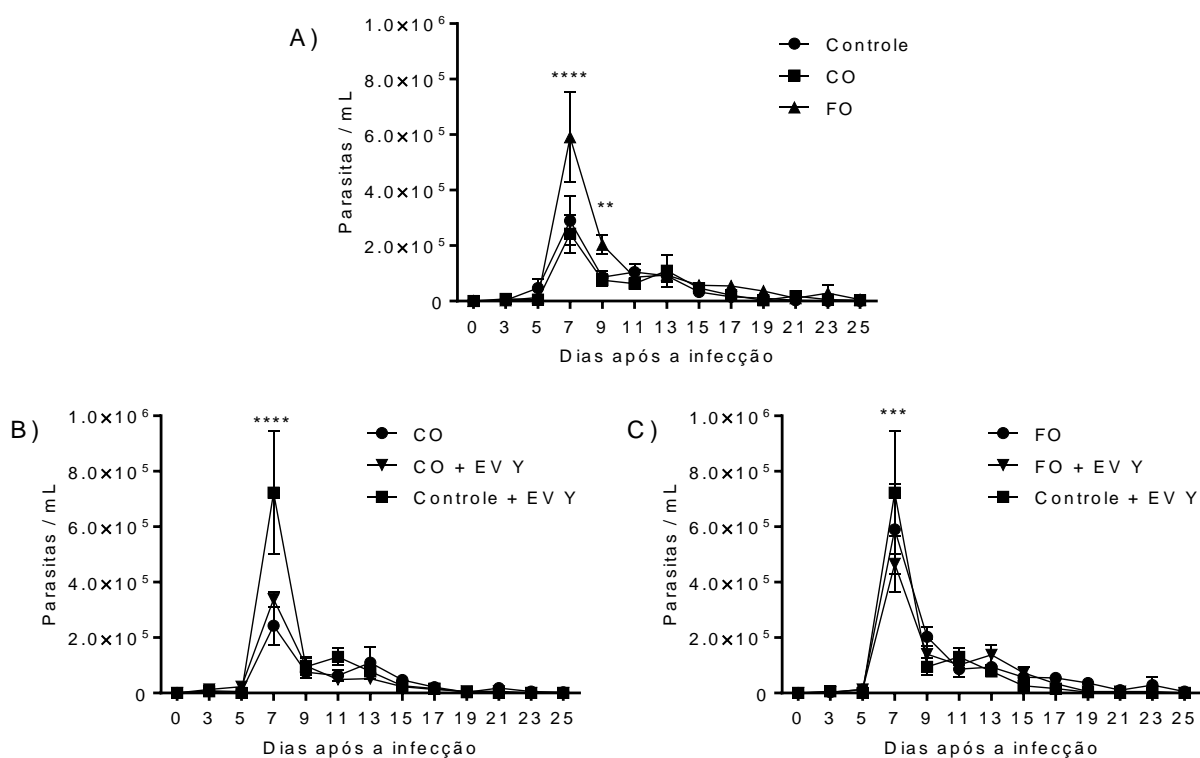 A)
Parasitas / mL
1.0×10⁶
8.0×10⁵
6.0×10⁵
4.0×10⁵
2.0×10⁵
0
****
**
Controle
CO
FO
0 3 5 7 9 11 13 15 17 19 21 23 25
Dias após a infecção
B)
Parasitas / mL
1.0×10⁶
8.0×10⁵
6.0×10⁵
4.0×10⁵
2.0×10⁵
0
****
CO
CO + EV Y
Controle + EV Y
0 3 5 7 9 11 13 15 17 19 21 23 25
Dias após a infecção
C)
Parasitas / mL
1.0×10⁶
8.0×10⁵
6.0×10⁵
4.0×10⁵
2.0×10⁵
0
***
FO
FO + EV Y
Controle + EV Y
0 3 5 7 9 11 13 15 17 19 21 23 25
Dias após a infecção